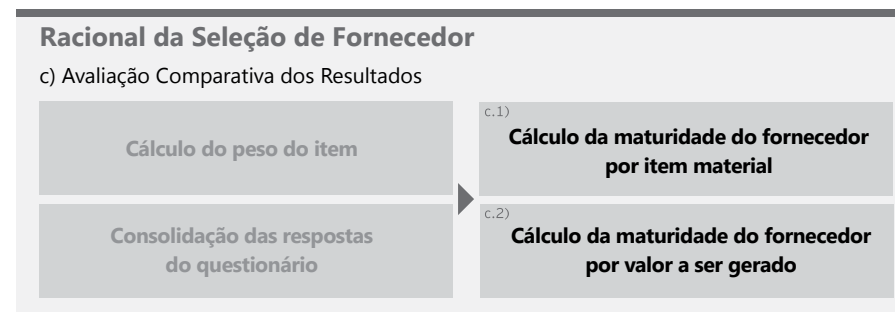 Racional da Seleção de Fornecedor
c) Avaliação Comparativa dos Resultados
Cálculo do peso do item
Consolidação das respostas
do questionário
c.1)
Cálculo da maturidade do fornecedor
por item material
c.2)
Cálculo da maturidade do fornecedor
por valor a ser gerado